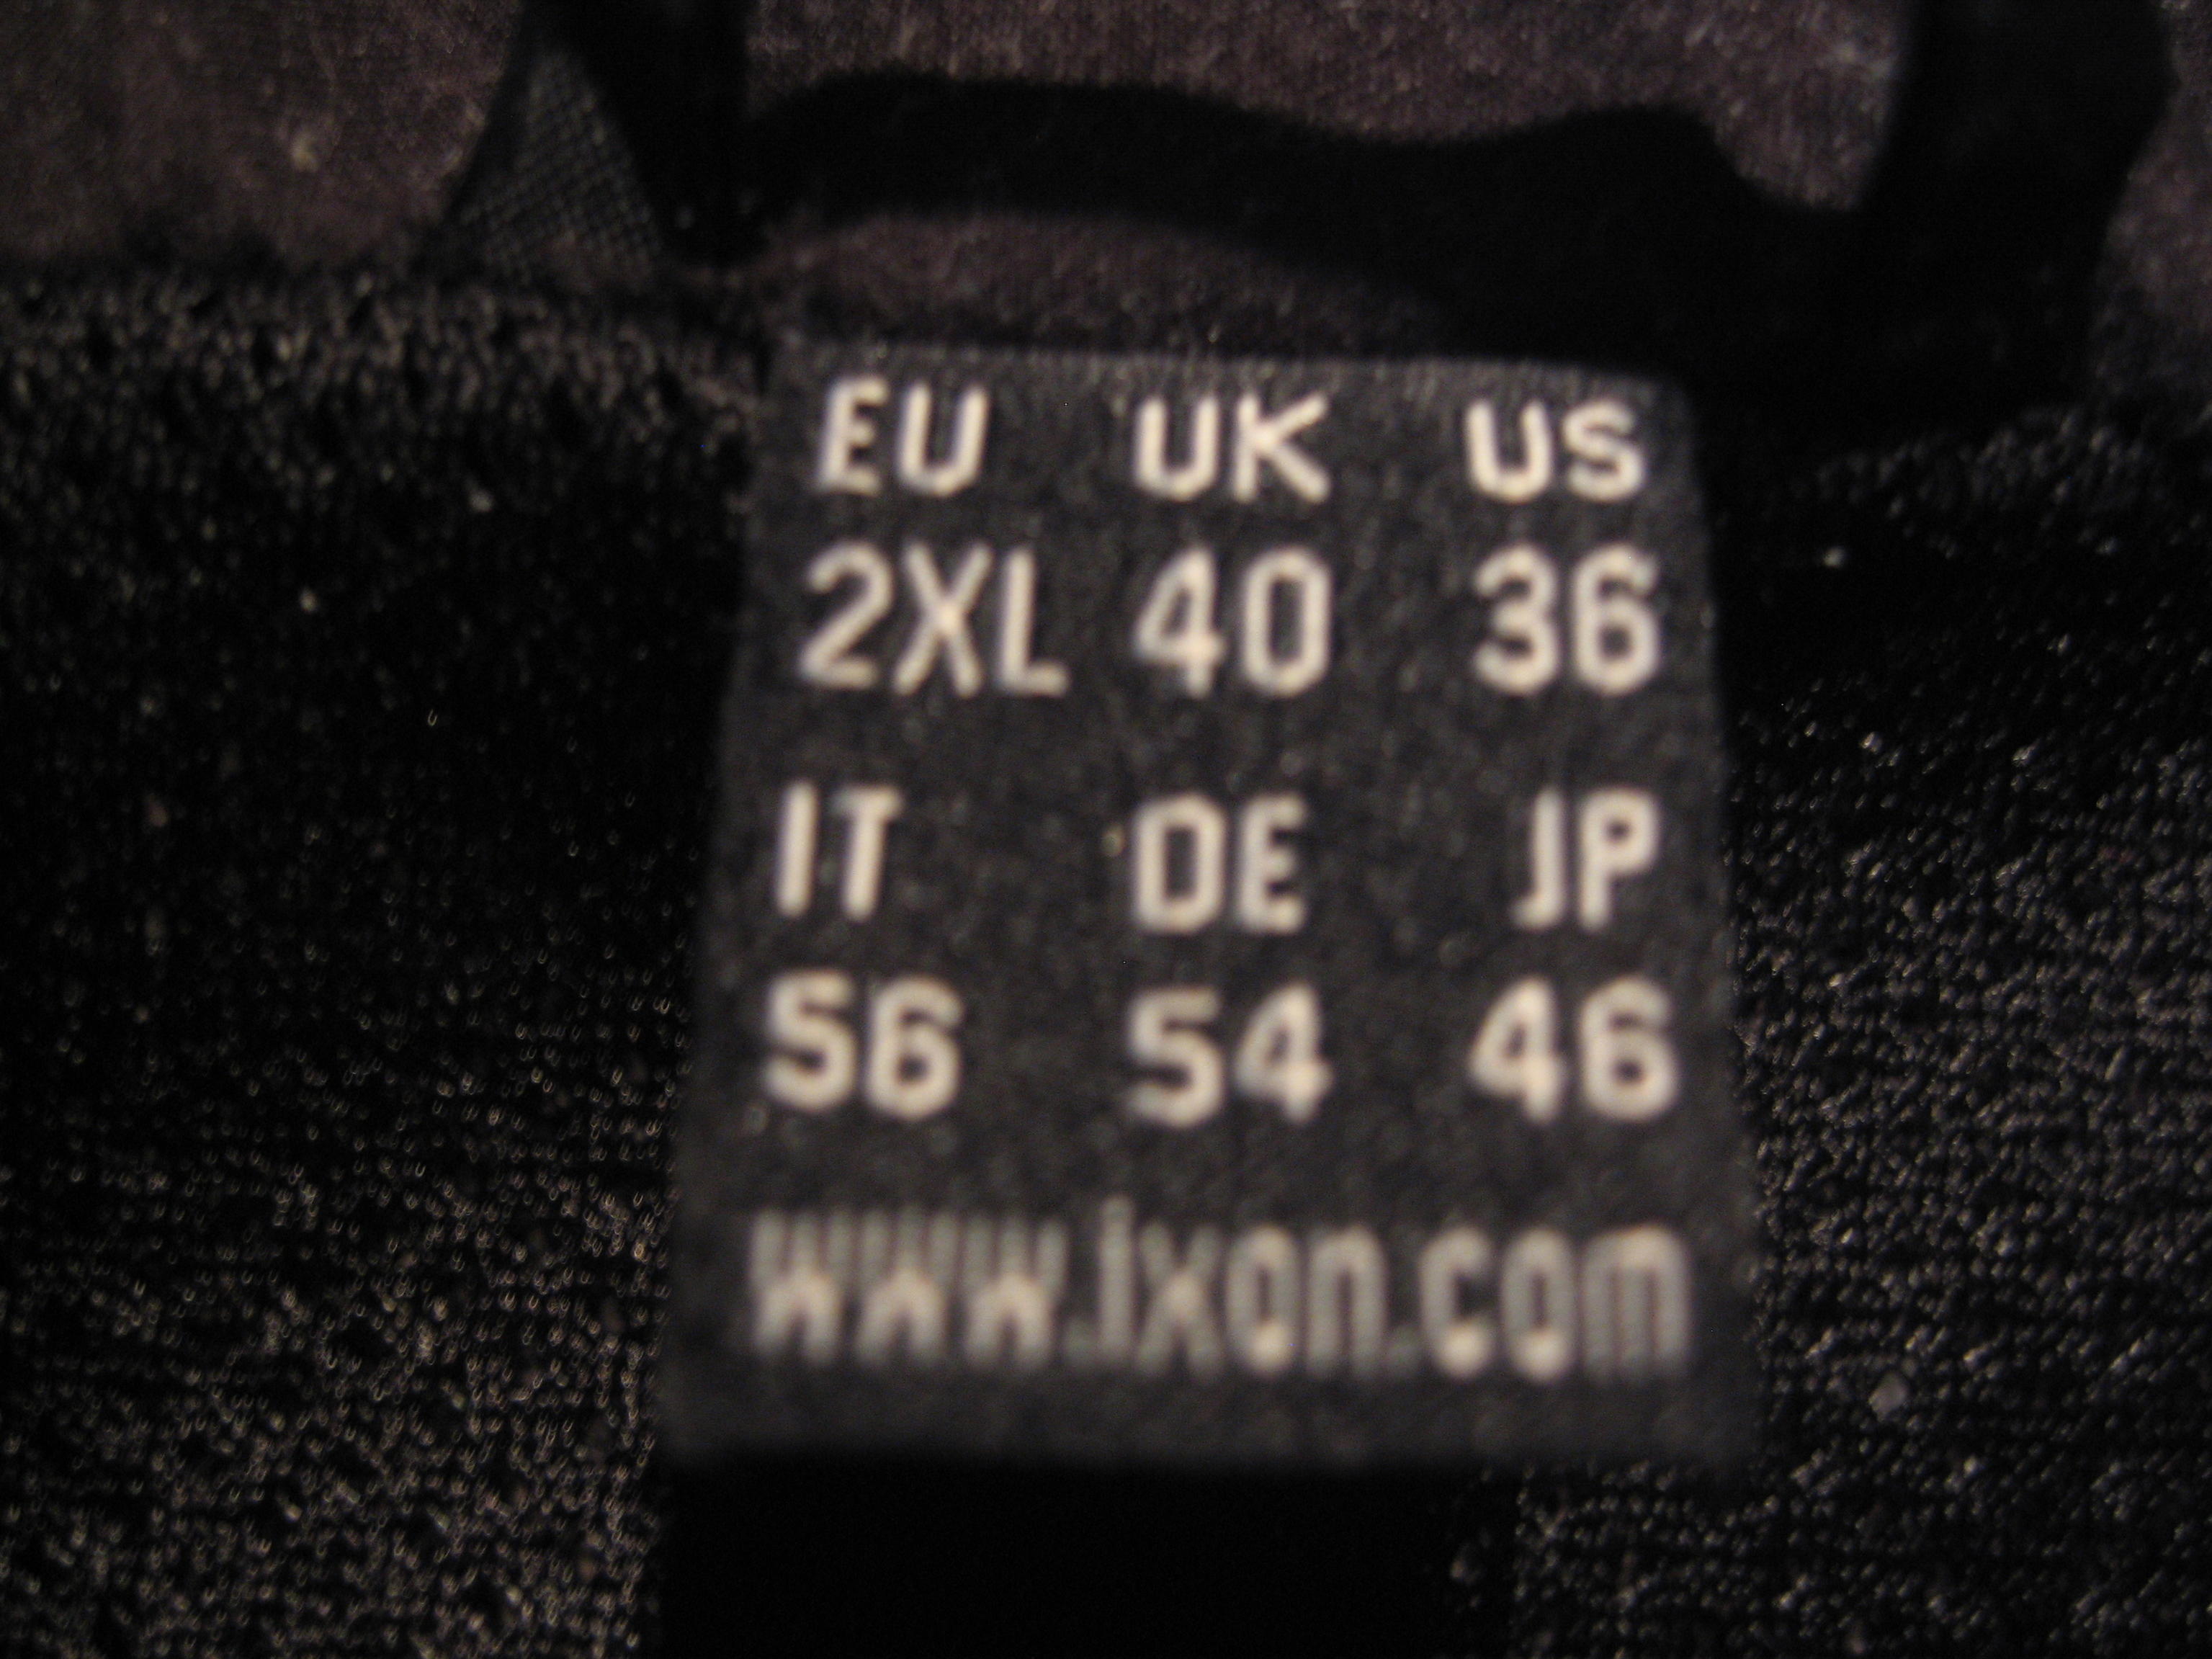 EU UK US
2XL 40 36
IT DE JP
56 54 46
www.ixon.com